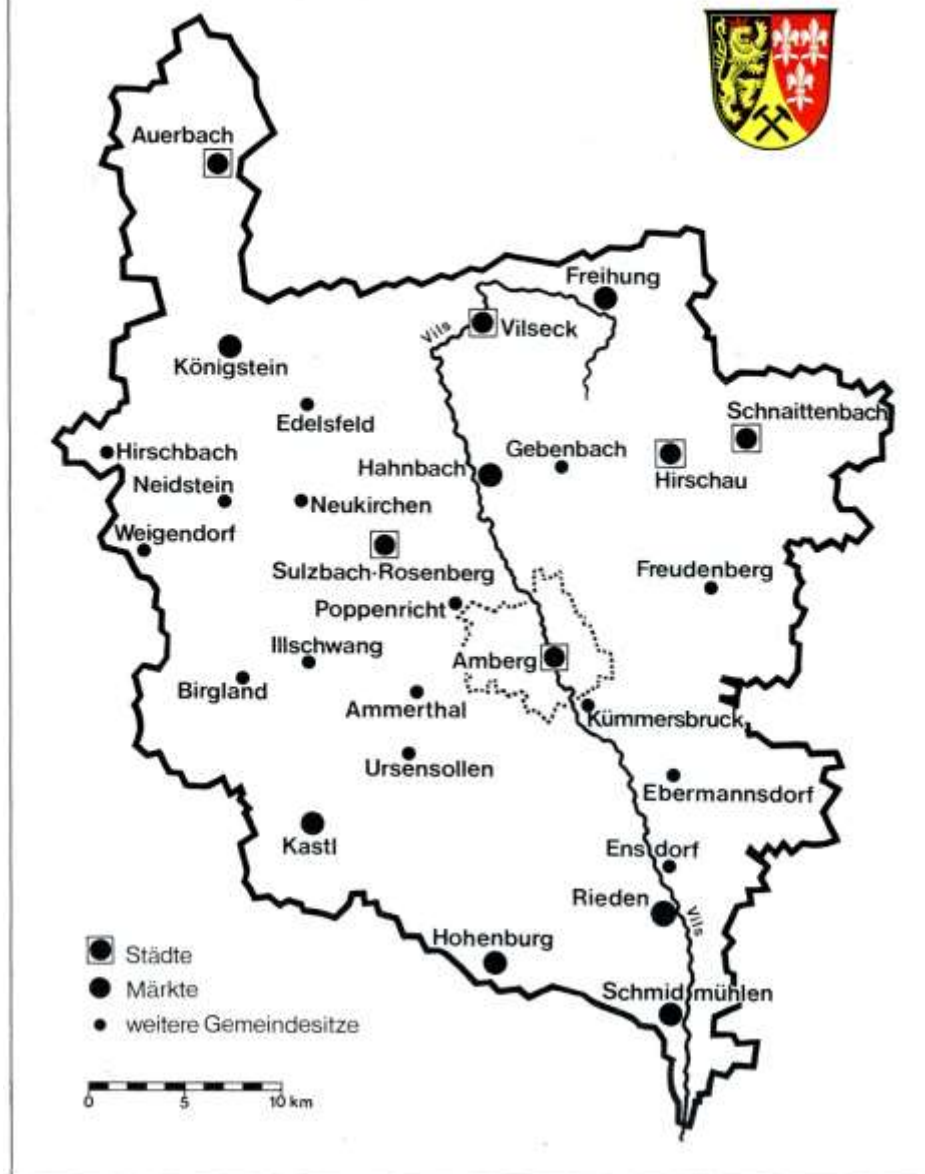 Auerbach
Freihung
Vils
Vilseck
Königstein
Edelsfeld
Schnaittenbach
Hirschbach
Gebenbach
Hahnbach
Hirschau
Neidstein
Neukirchen
Weigendorf
Sulzbach-Rosenberg
Freudenberg
Poppenricht
Illschwang
Amberg
Birgland
Ammerthal
Kümmersbruck
Ursensollen
Ebermannsdorf
Kastl
Ensdorf
Rieden
Vils
Hohenburg
Städte
Märkte
Schmidmühlen
weitere Gemeindesitze
0 5 10 km